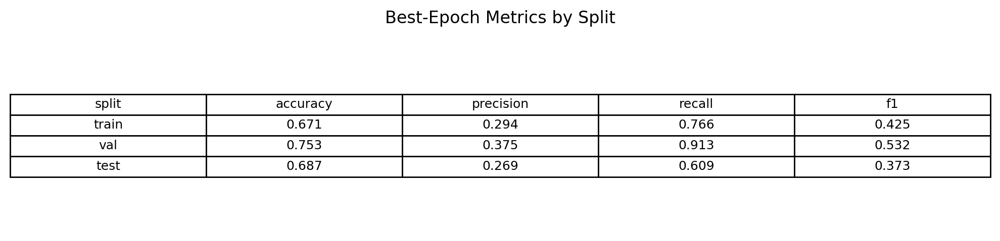 Best-Epoch Metrics by Split
split accuracy precision recall f1
train 0.671 0.294 0.766 0.425
val 0.753 0.375 0.913 0.532
test 0.687 0.269 0.609 0.373